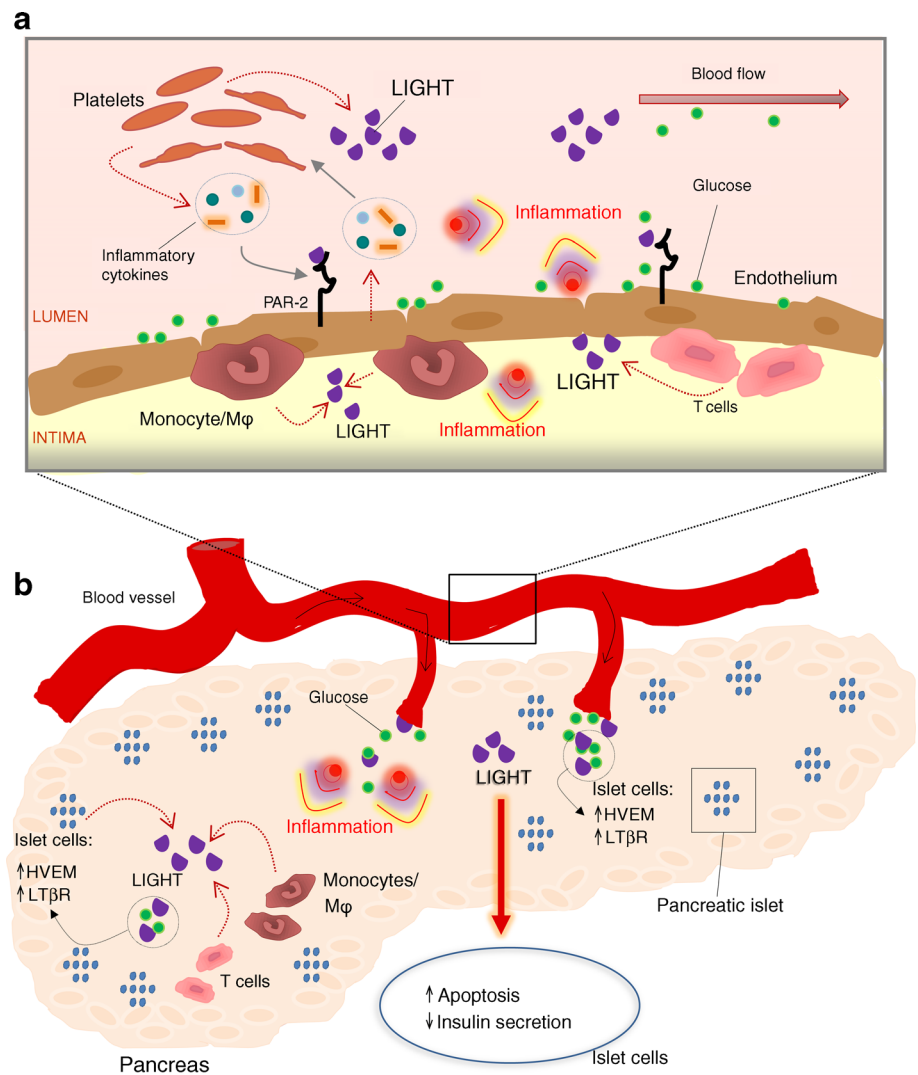 a
Platelets
LIGHT
Blood flow
Glucose
Inflammation
Inflammatory
cytokines
Endothelium
PAR-2
LUMEN
LIGHT
T cells
Monocyte/Mφ
LIGHT
Inflammation
INTIMA
b
Blood vessel
Glucose
LIGHT
Islet cells:
↑HVEM
↑LTβR
Inflammation
Islet cells:
↑HVEM
↑LTβR
LIGHT
Monocytes/
Mφ
Pancreatic islet
T cells
↑ Apoptosis
↓ Insulin secretion
Islet cells
Pancreas